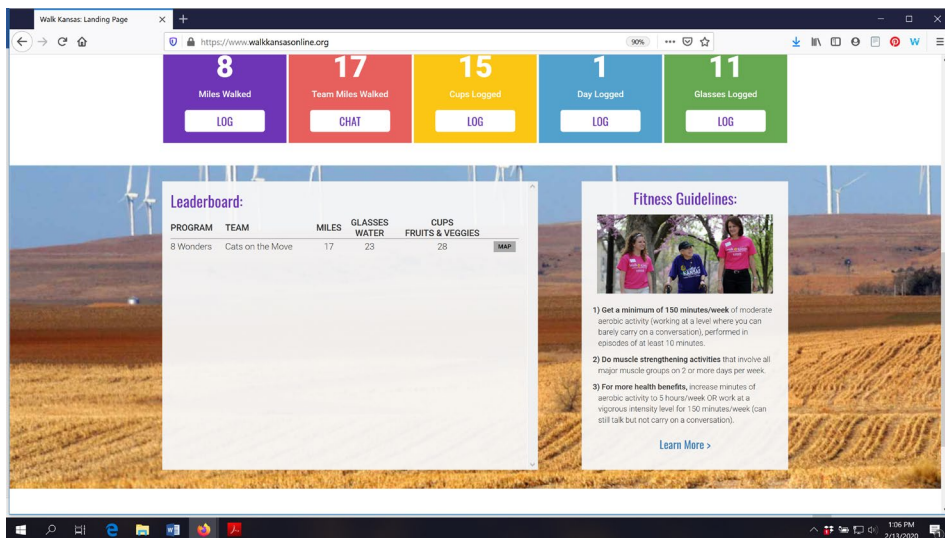 Walk Kansas: Landing Page
https://www.walkkansasonline.org
90%
8
Miles Walked
LOG
17
Team Miles Walked
CHAT
15
Cups Logged
LOG
1
Day Logged
LOG
11
Glasses Logged
LOG
Leaderboard:
PROGRAM TEAM MILES GLASSES WATER CUPS FRUITS & VEGGIES
8 Wonders Cats on the Move 17 23 28 MAP
Fitness Guidelines:
1) Get a minimum of 150 minutes/week of moderate
aerobic activity (working at a level where you can
barely carry on a conversation), performed in
episodes of at least 10 minutes.
2) Do muscle strengthening activities that involve all
major muscle groups on 2 or more days per week.
3) For more health benefits, increase minutes of
aerobic activity to 5 hours/week OR work at a
vigorous intensity level for 150 minutes/week (can
still talk but not carry on a conversation).
Learn More >
1:06 PM
2/13/2020